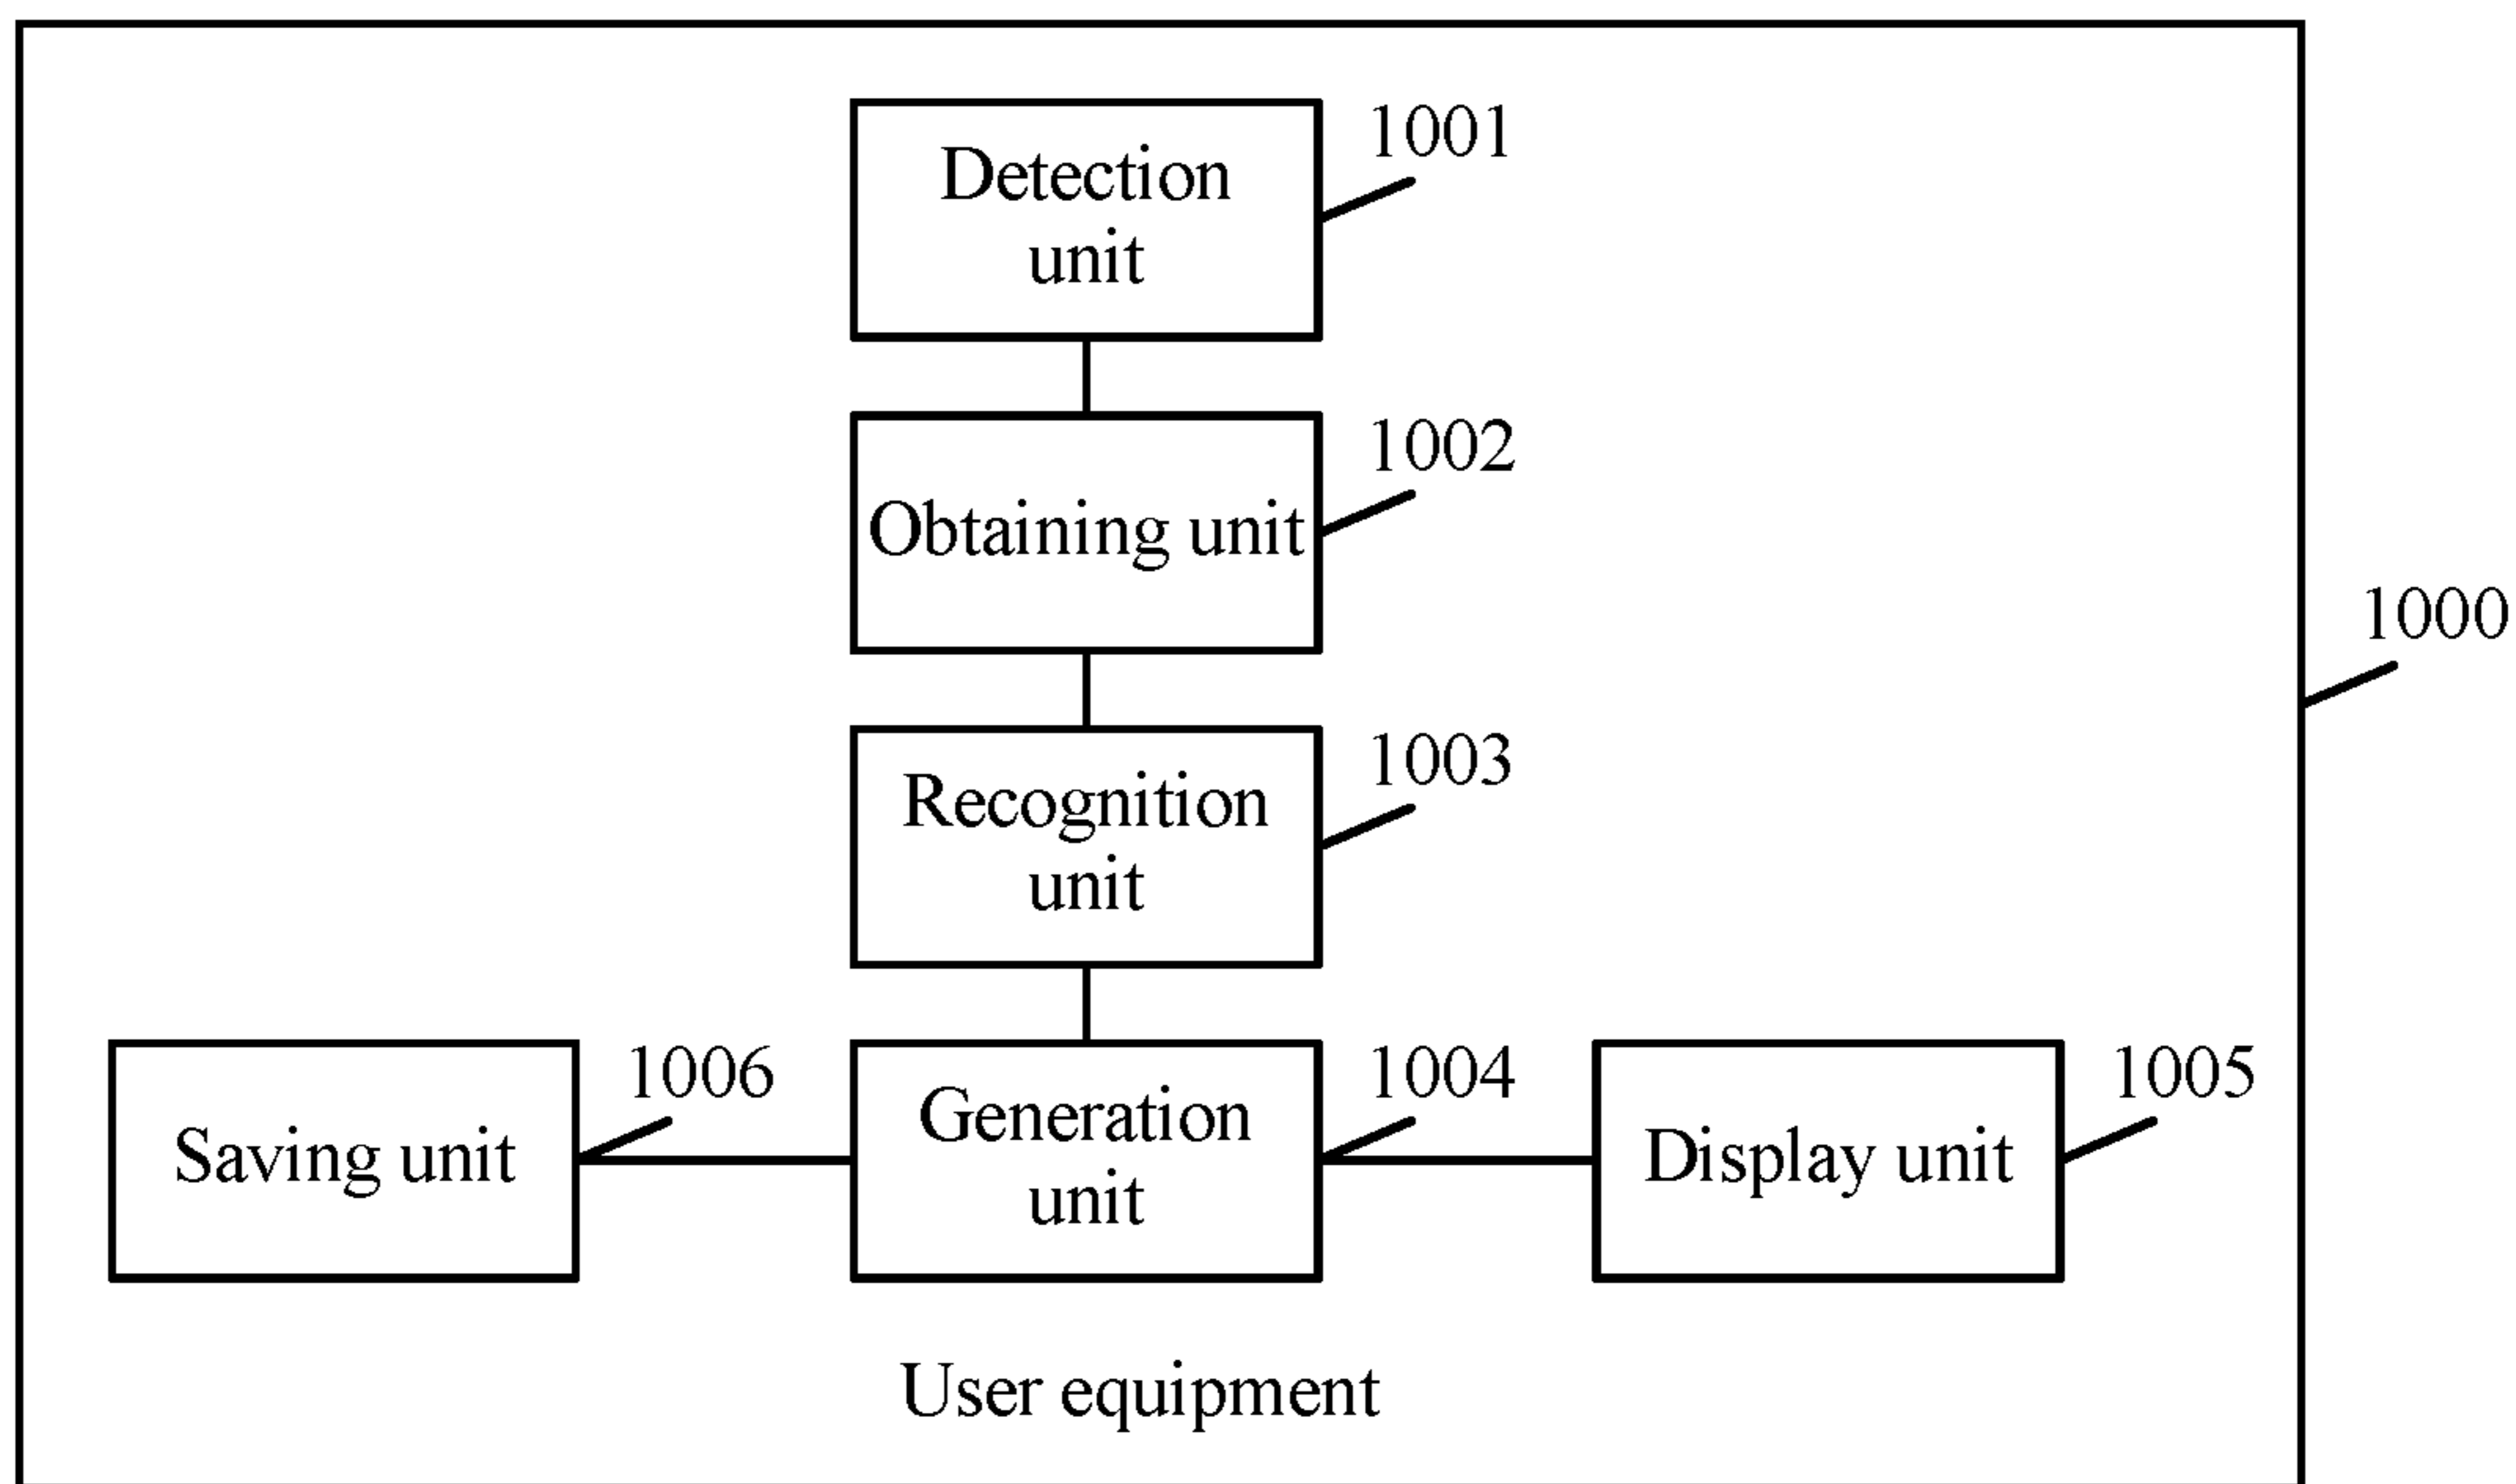 1001
Detection
unit
1002
Obtaining unit
1000
1003
Recognition
unit
1006
Saving unit
1004
Generation
unit
1005
Display unit
User equipment